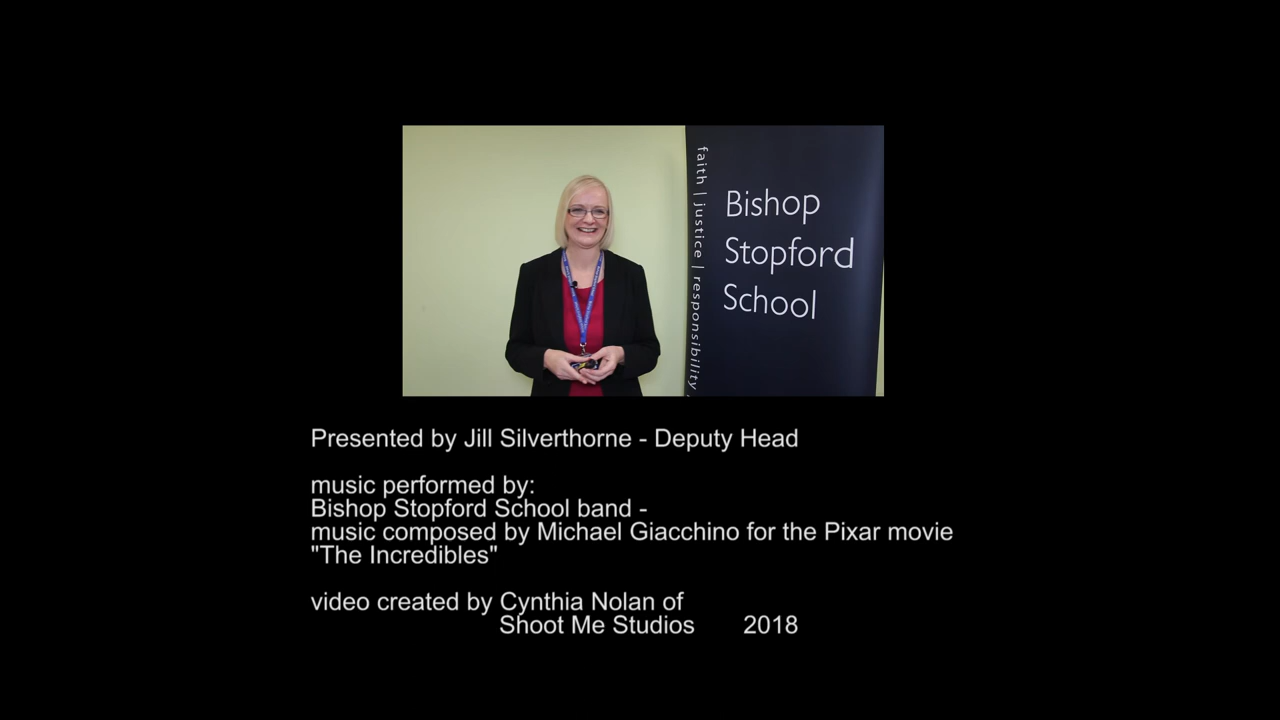 faith | justice | responsibility
Bishop
Stopford
School
Presented by Jill Silverthorne - Deputy Head
music performed by:
Bishop Stopford School band -
music composed by Michael Giacchino for the Pixar movie
"The Incredibles"
video created by Cynthia Nolan of
Shoot Me Studios 2018